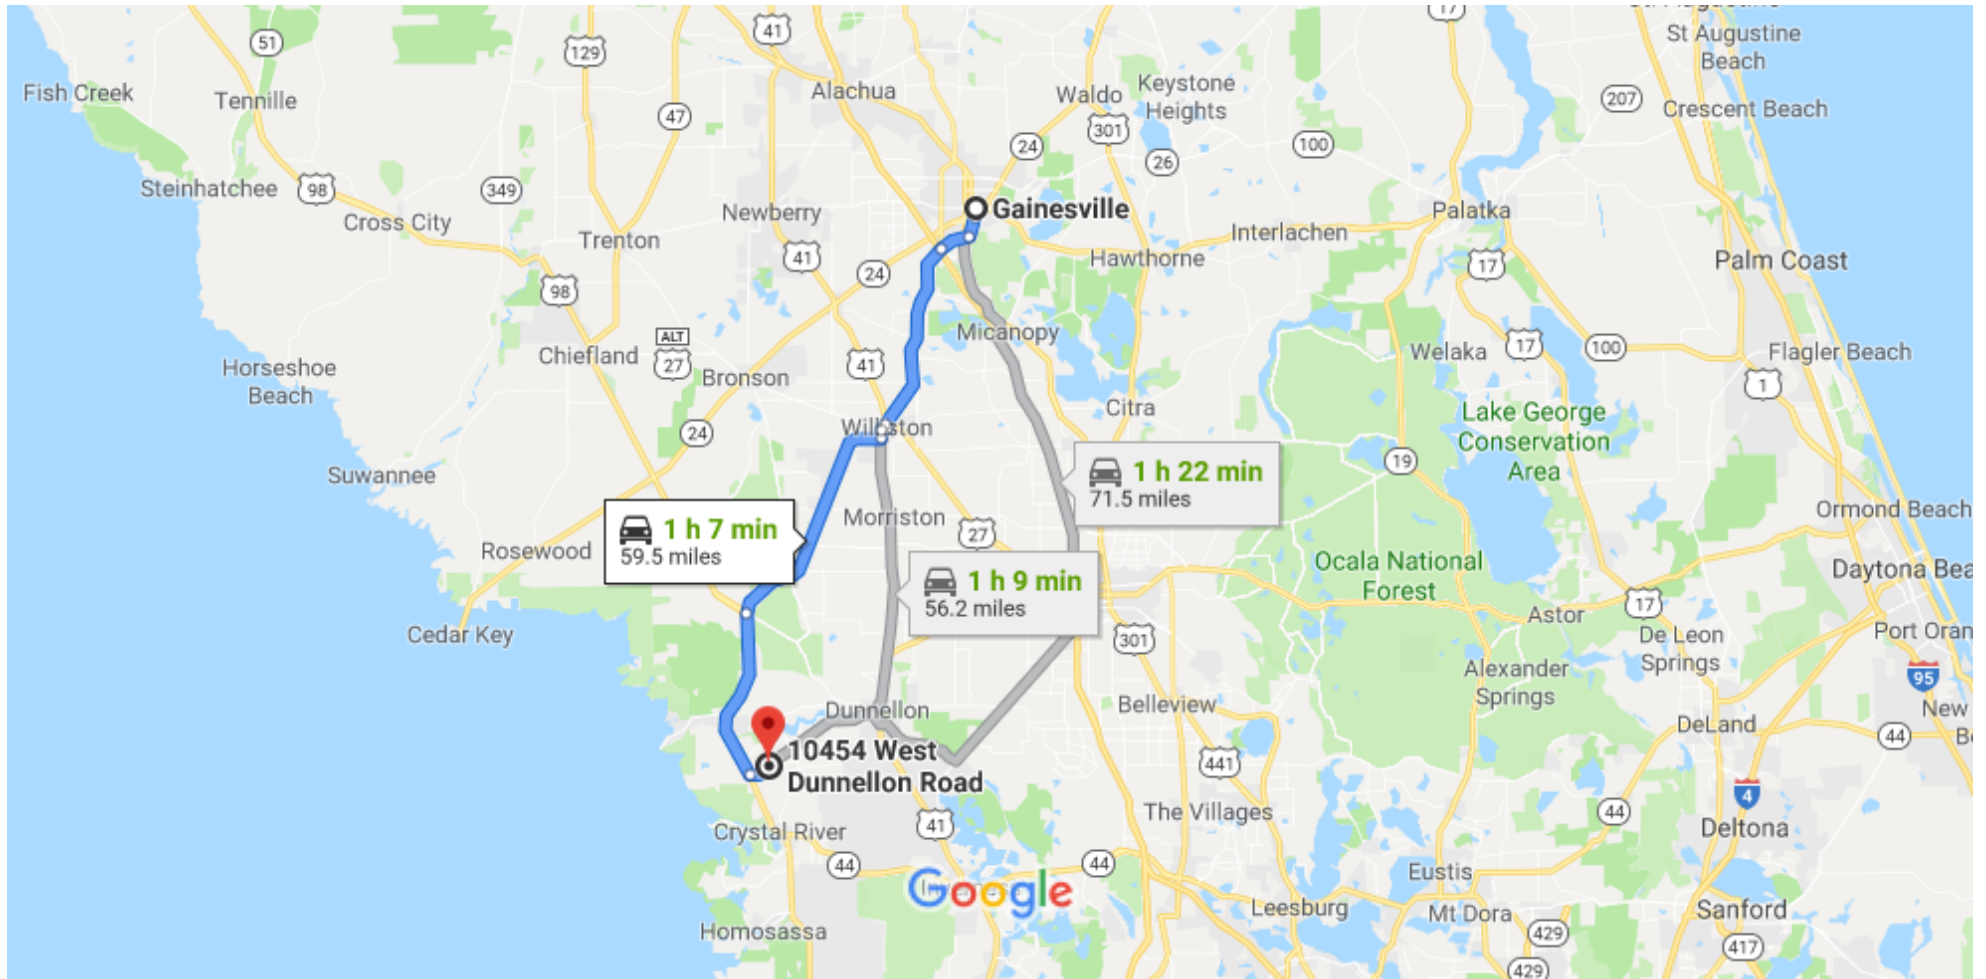 St Augustine
17
41
St Augustine
Beach
51
129
Fish Creek
Tennille
Alachua
Waldo
Keystone
Heights
207
Crescent Beach
47
301
24
100
26
Steinhatchee
98
349
Newberry
Gainesville
Palatka
Cross City
Trenton
Interlachen
41
Hawthorne
17
Palm Coast
24
98
Micanopy
ALT
27
Chiefland
41
Welaka
17
100
Flagler Beach
Horseshoe
Beach
Bronson
1
Citra
Lake George
Conservation
Area
24
Williston
19
Suwannee
1 h 22 min
71.5 miles
Ormond Beach
Morriston
1 h 7 min
59.5 miles
27
Rosewood
Ocala National
Forest
Daytona Bea
1 h 9 min
56.2 miles
17
Astor
Cedar Key
301
De Leon
Springs
Port Oran
Alexander
Springs
95
Dunnellon
Belleview
DeLand
New
44
10454 West
Dunnellon Road
441
4
The Villages
44
Deltona
Crystal River
41
44
44
Google
Eustis
Leesburg
Mt Dora
Sanford
Homosassa
429
417
429